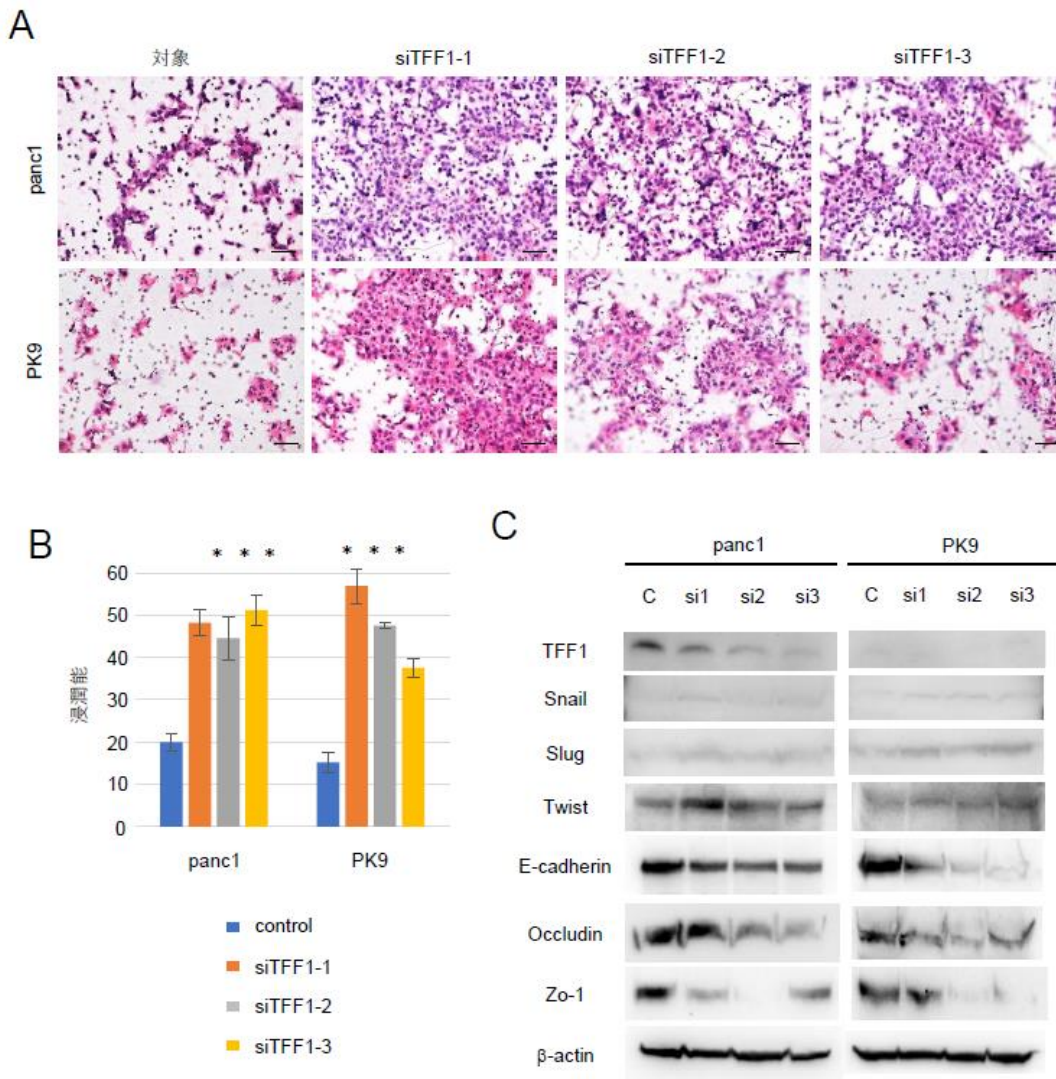 A
対象 siTFF1-1 siTFF1-2 siTFF1-3
panc1
PK9
B
* * * * * *
60
50
40
30
20
10
0
浸潤能
panc1 PK9
control
siTFF1-1
siTFF1-2
siTFF1-3
C
panc1 PK9
C si1 si2 si3 C si1 si2 si3
TFF1
Snail
Slug
Twist
E-cadherin
Occludin
Zo-1
β-actin